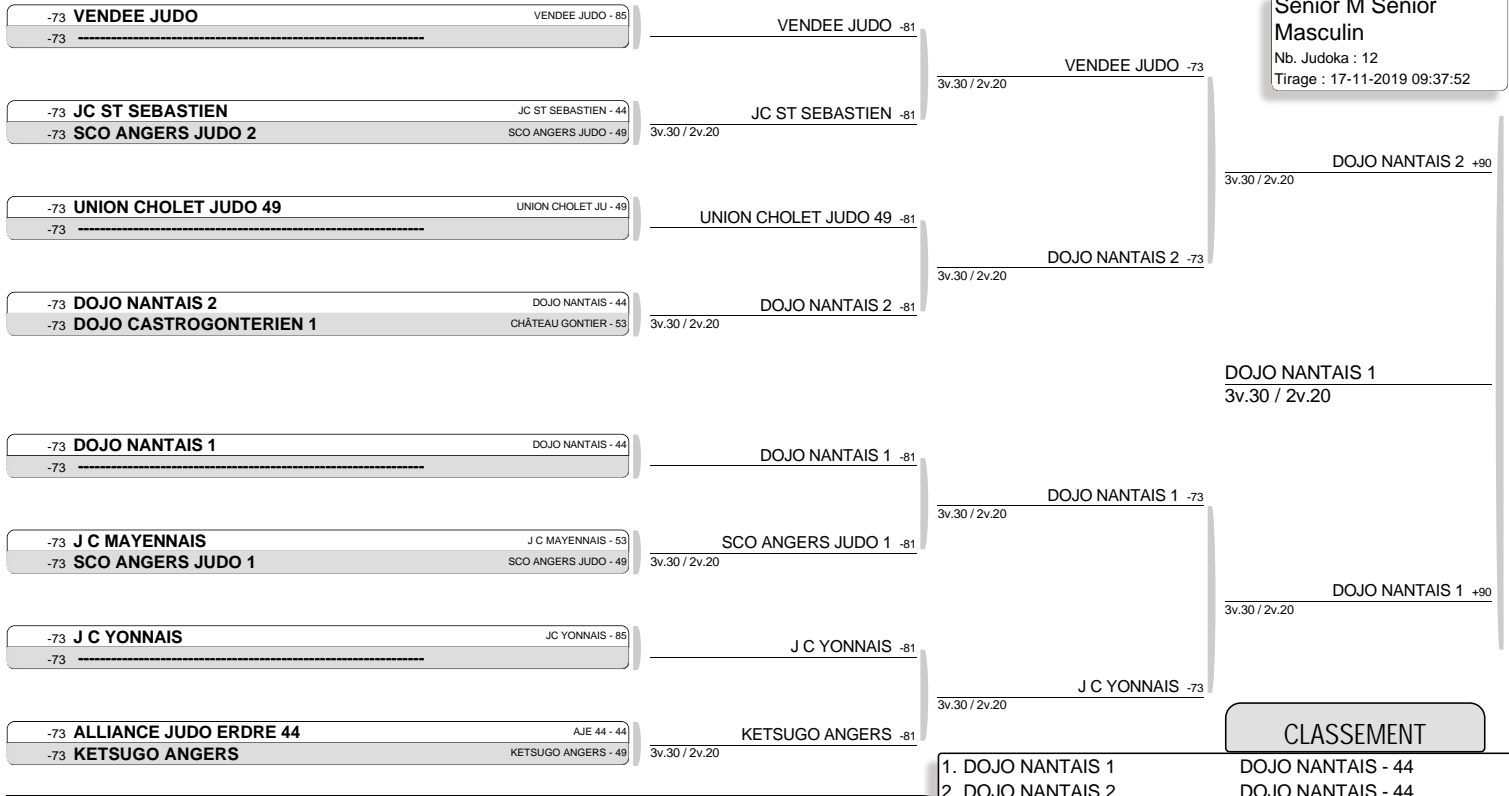 Senior M Senior
Masculin
Nb. Judoka : 12
Tirage : 17-11-2019 09:37:52
-73 VENDEE JUDO VENDEE JUDO - 85
-73 ----------------------------------------------------------------
-73 JC ST SEBASTIEN JC ST SEBASTIEN - 44
-73 SCO ANGERS JUDO 2 SCO ANGERS JUDO - 49
-73 UNION CHOLET JUDO 49 UNION CHOLET JU - 49
-73 ----------------------------------------------------------------
-73 DOJO NANTAIS 2 DOJO NANTAIS - 44
-73 DOJO CASTROGONTERIEN 1 CHÂTEAU GONTIER - 53
-73 DOJO NANTAIS 1 DOJO NANTAIS - 44
-73 ----------------------------------------------------------------
-73 J C MAYENNAIS J C MAYENNAIS - 53
-73 SCO ANGERS JUDO 1 SCO ANGERS JUDO - 49
-73 J C YONNAIS JC YONNAIS - 85
-73 ----------------------------------------------------------------
-73 ALLIANCE JUDO ERDRE 44 AJE 44 - 44
-73 KETSUGO ANGERS KETSUGO ANGERS - 49
VENDEE JUDO -81
JC ST SEBASTIEN -81
3v.30 / 2v.20
UNION CHOLET JUDO 49 -81
DOJO NANTAIS 2 -81
3v.30 / 2v.20
DOJO NANTAIS 1 -81
SCO ANGERS JUDO 1 -81
3v.30 / 2v.20
J C YONNAIS -81
KETSUGO ANGERS -81
3v.30 / 2v.20
VENDEE JUDO -73
3v.30 / 2v.20
DOJO NANTAIS 2 -73
3v.30 / 2v.20
DOJO NANTAIS 1 -73
3v.30 / 2v.20
J C YONNAIS -73
3v.30 / 2v.20
DOJO NANTAIS 2 +90
3v.30 / 2v.20
DOJO NANTAIS 1
3v.30 / 2v.20
DOJO NANTAIS 1 +90
3v.30 / 2v.20
CLASSEMENT
1. DOJO NANTAIS 1 DOJO NANTAIS - 44
2. DOJO NANTAIS 2 DOJO NANTAIS - 44